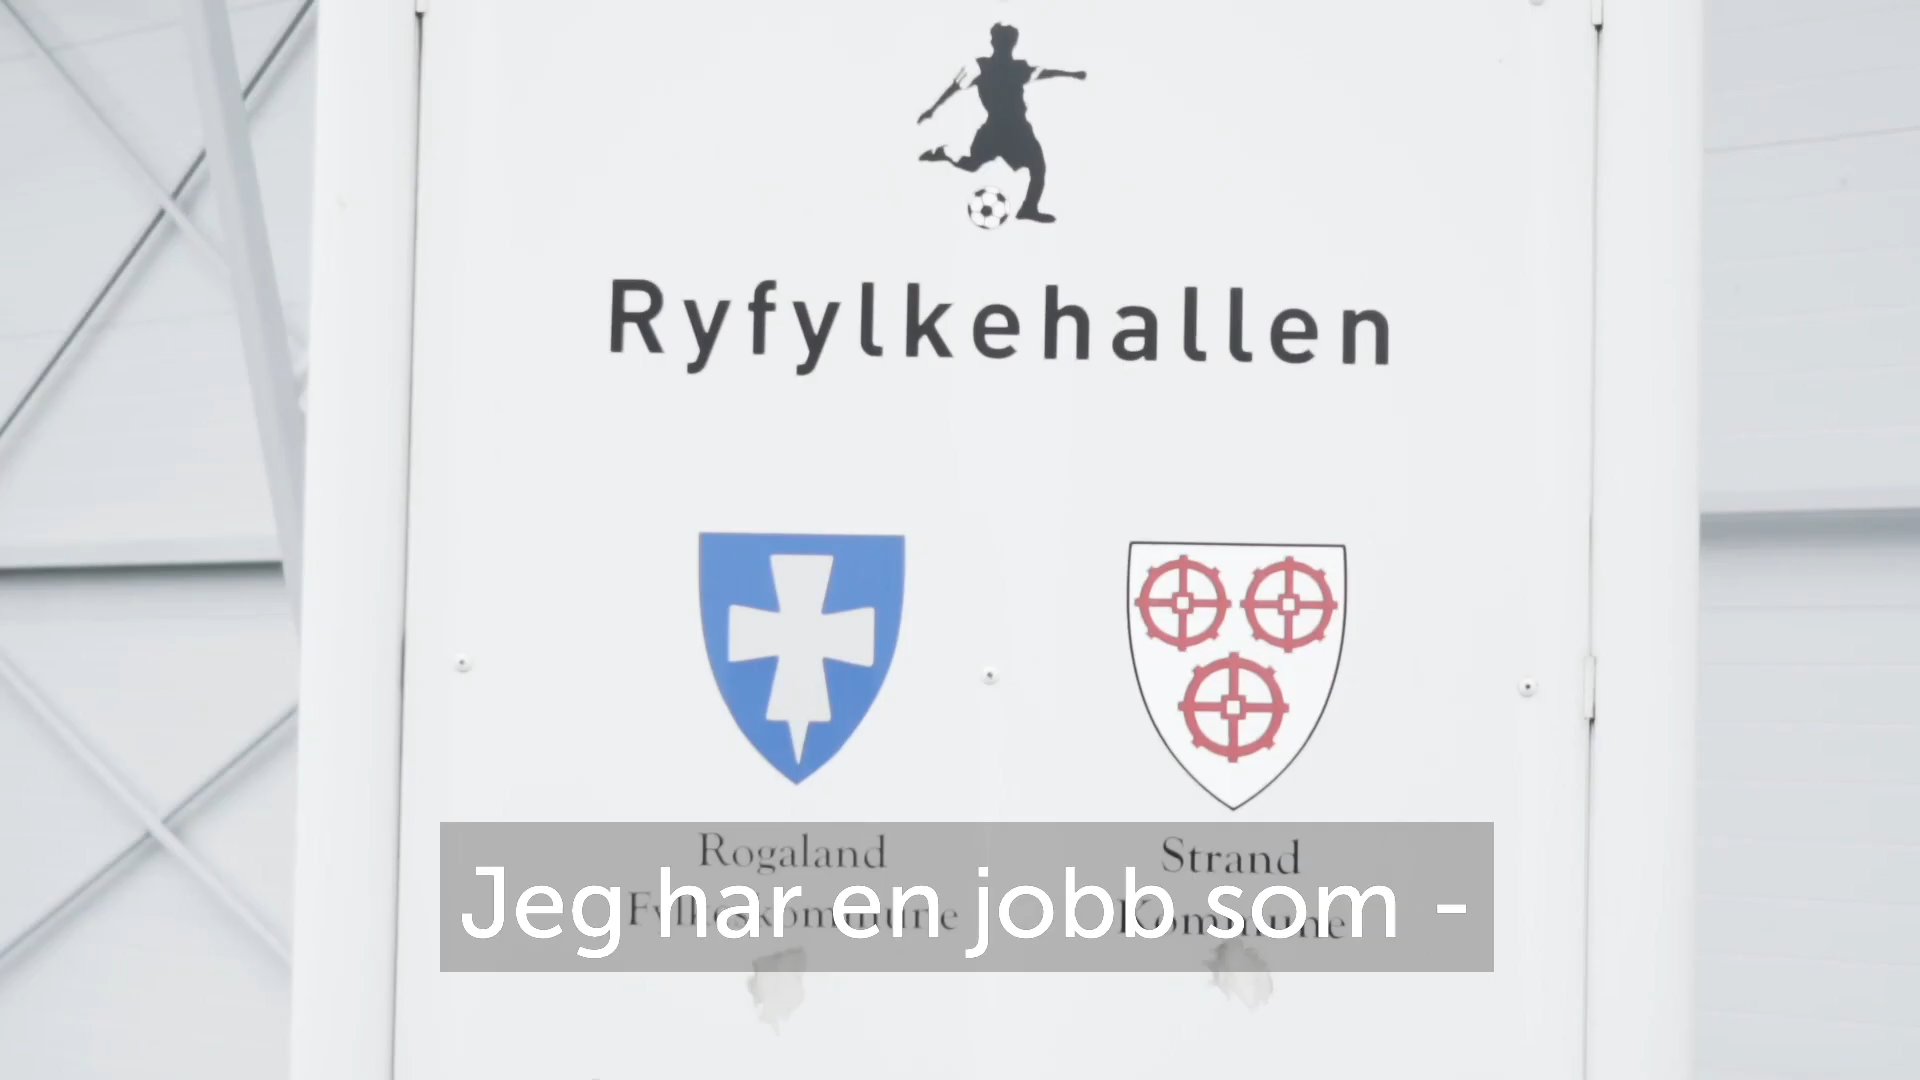 Ryfylkehallen
Rogaland
Fylkeskommune
Strand
Kommune
Jeg har en jobb som -